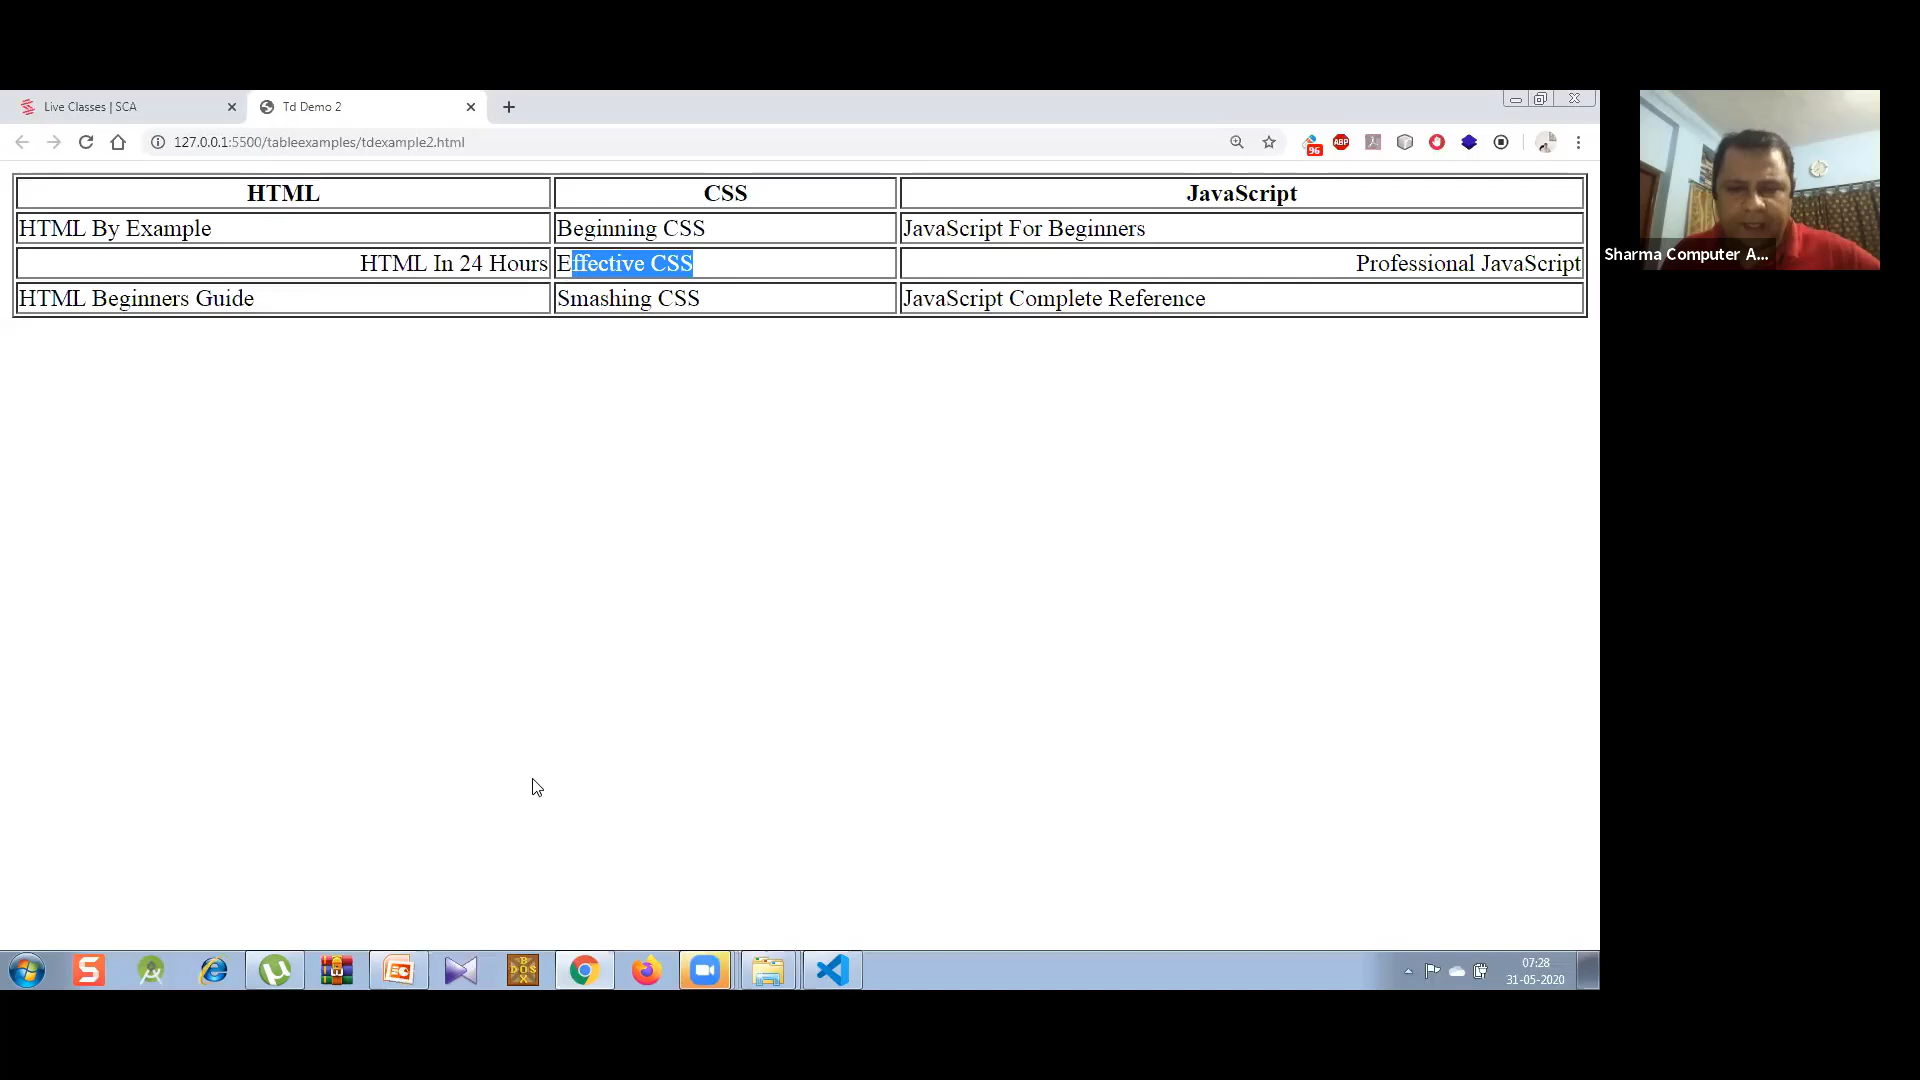 Live Classes | SCA
Td Demo 2
127.0.0.1:5500/tableexamples/tdexample2.html
ABP
96
HTML CSS JavaScript
HTML By Example Beginning CSS JavaScript For Beginners
HTML In 24 Hours Effective CSS Professional JavaScript
HTML Beginners Guide Smashing CSS JavaScript Complete Reference
Sharma Computer A...
07:28
31-05-2020